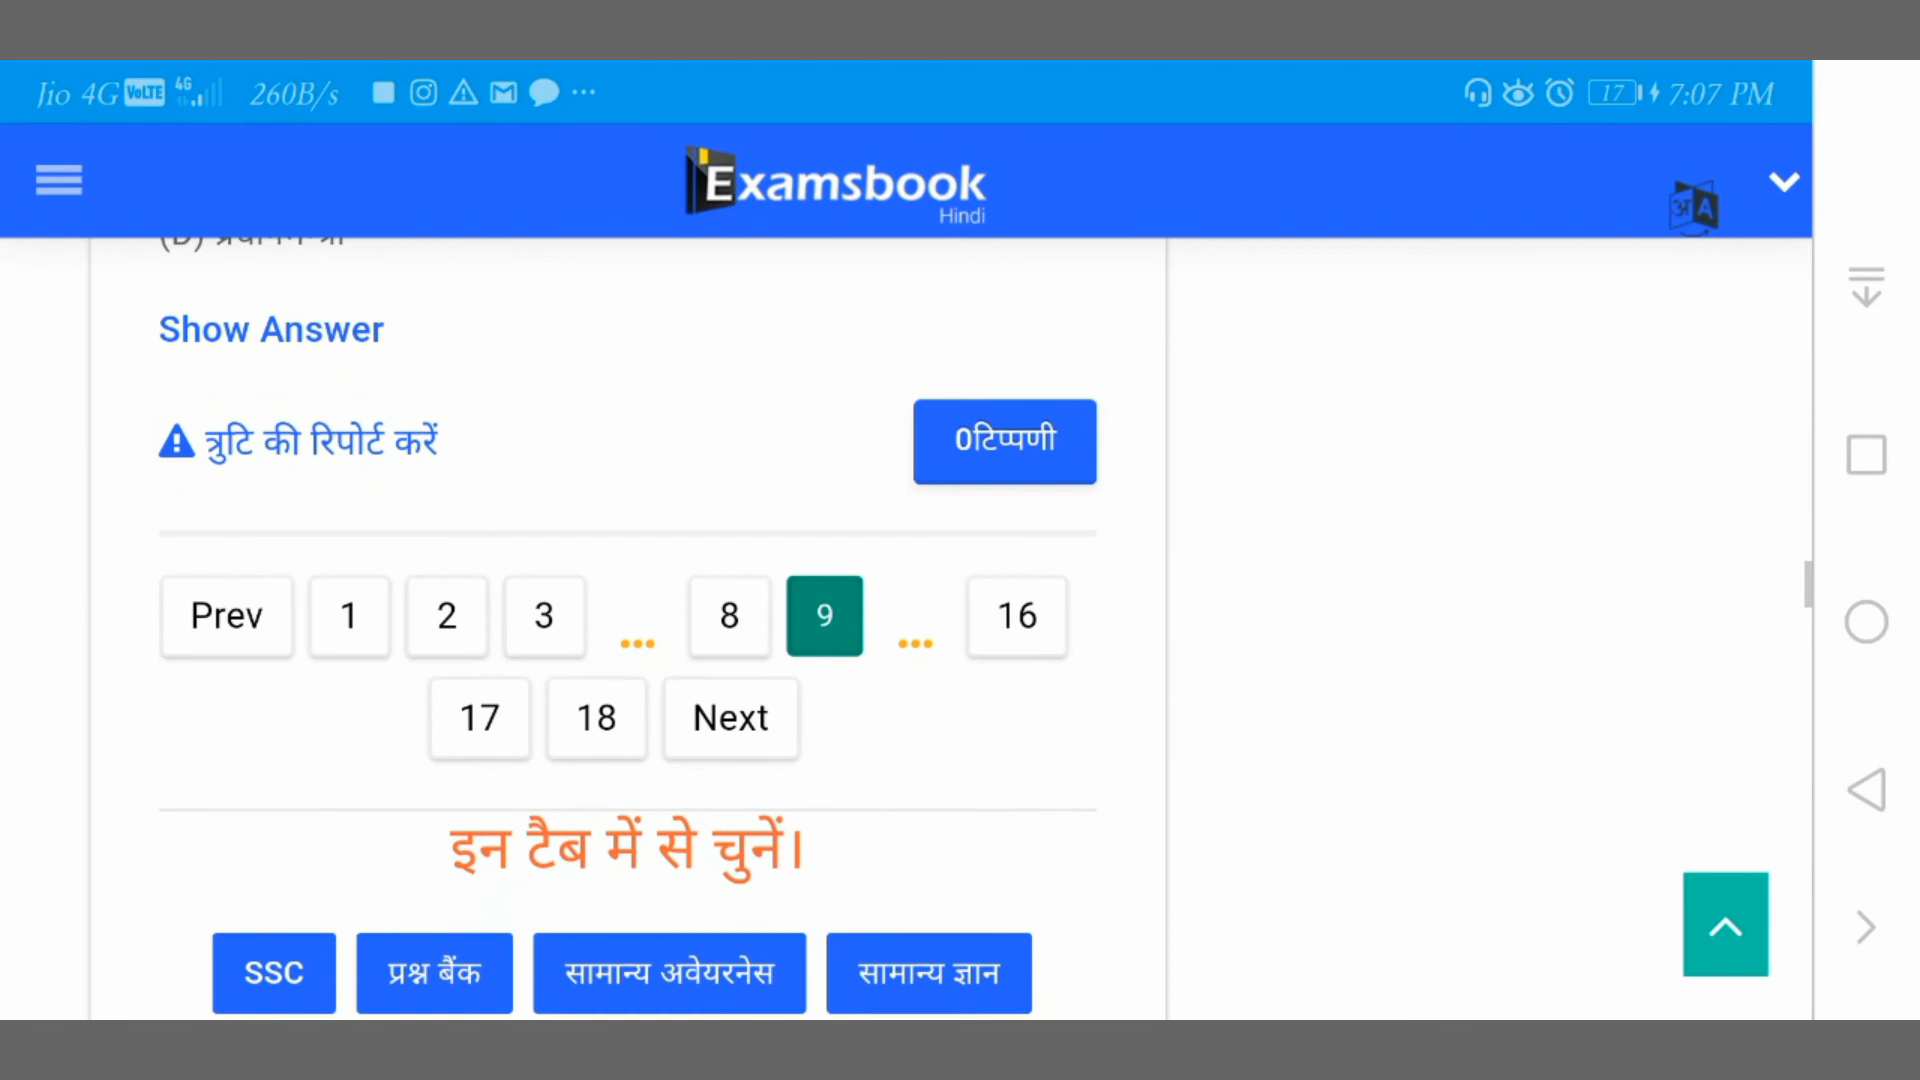 Jio 4G VoLTE 4G 260B/s 17 7:07 PM
Examsbook
Hindi
अ A
Show Answer
त्रुटि की रिपोर्ट करें
0टिप्पणी
Prev 1 2 3 ... 8 9 ... 16
17 18 Next
इन टैब में से चुनें।
SSC प्रश्न बैंक सामान्य अवेयरनेस सामान्य ज्ञान